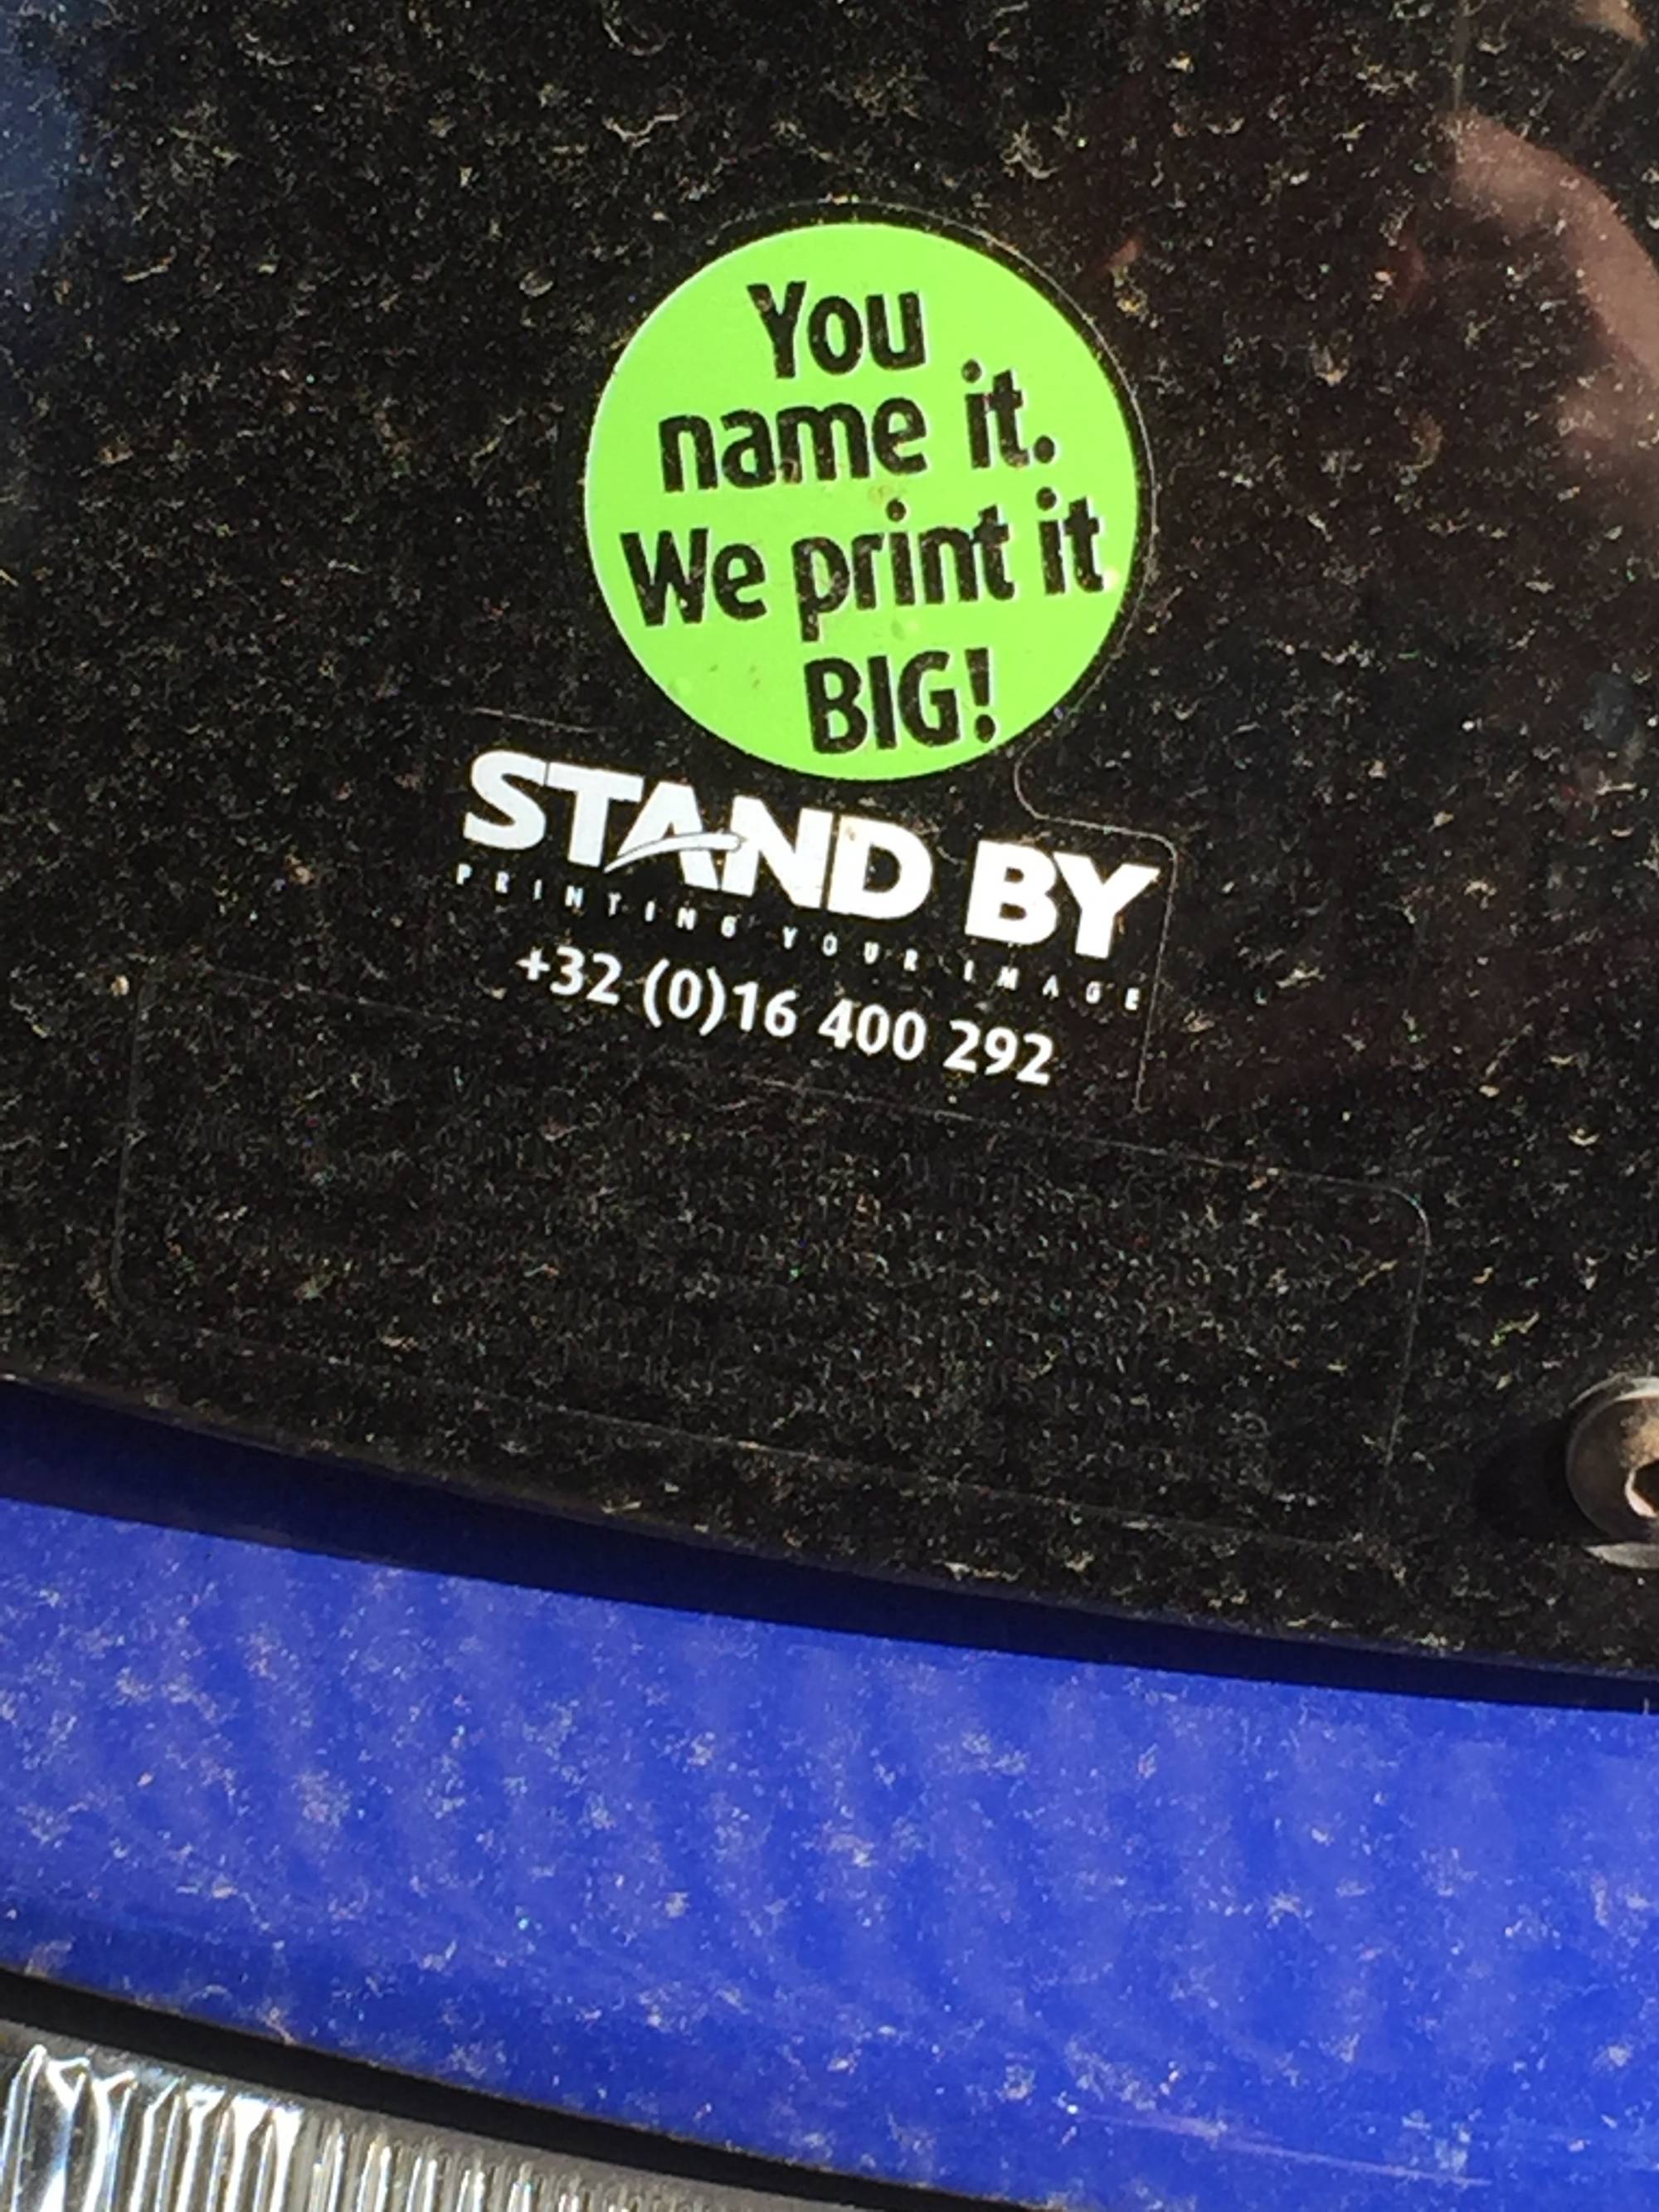 You
name it.
We print it
BIG!
STAND BY
PRINTING YOUR IMAGE
+32 (0)16 400 292